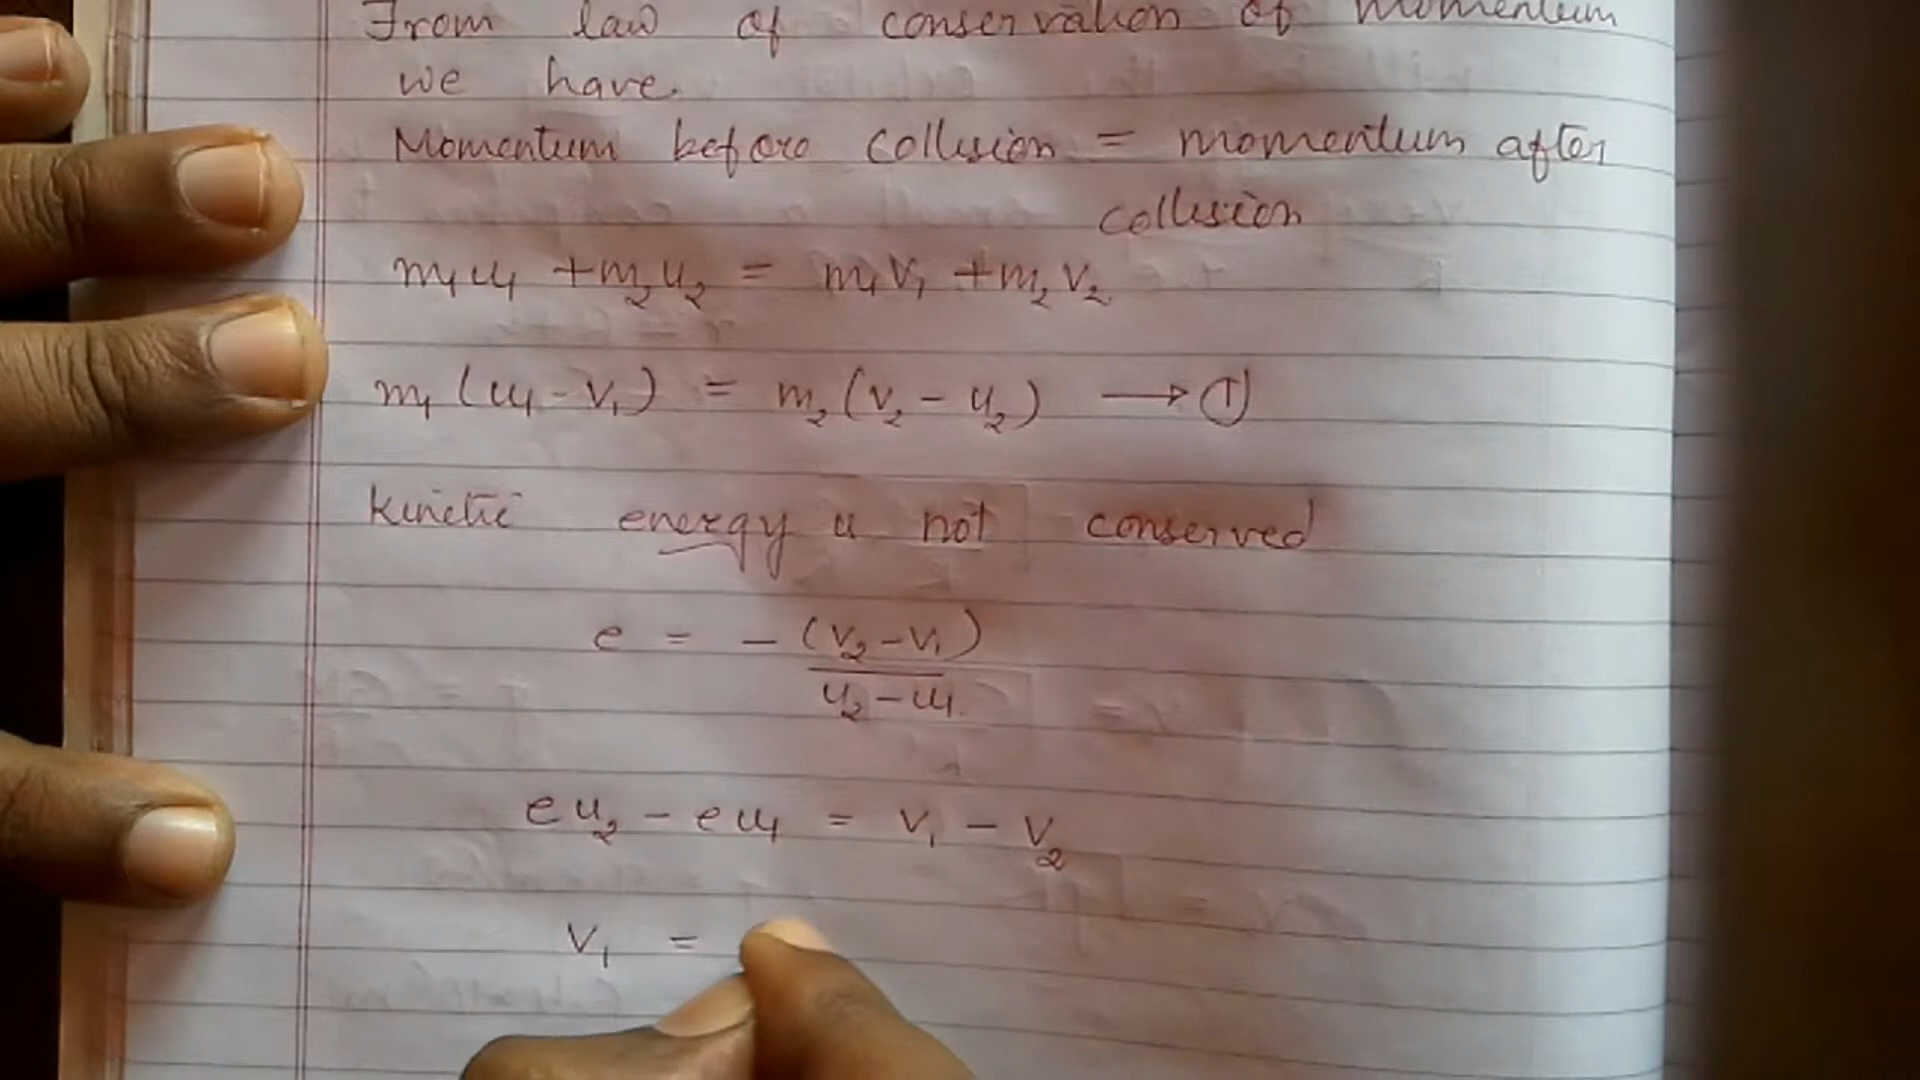 From law of conservation of momentum
we have.
Momentum before collision = momentum after
collision
m₁u₁ + m₂u₂ = m₁v₁ + m₂v₂
m₁(u₁ - v₁) = m₂(v₂ - u₂) ⟶ ①
Kinetic energy is not conserved
e = - (v₂ - v₁)
u₂ - u₁
eu₂ - eu₁ = v₁ - v₂
v₁ =